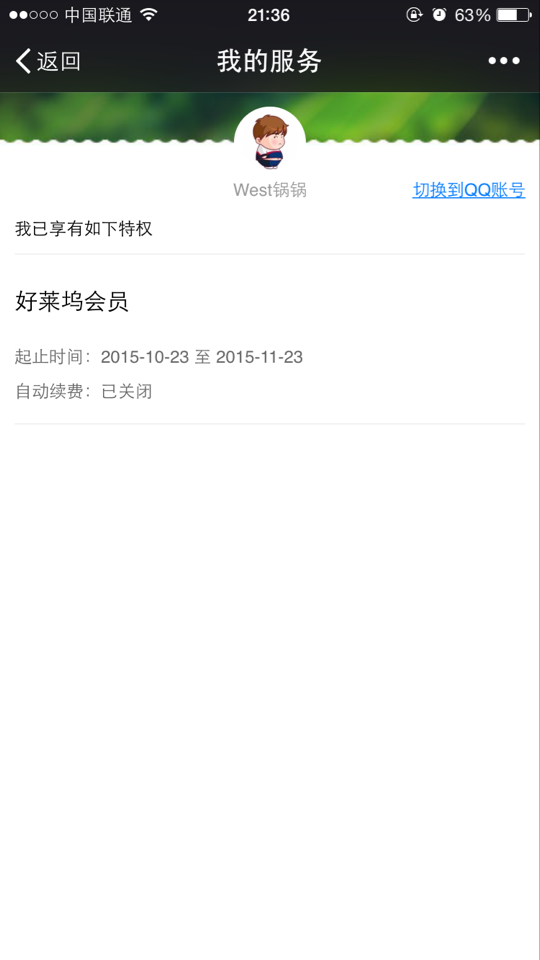 中国联通 21:36 63%
返回 我的服务
West锅锅 切换到QQ账号
我已享有如下特权
好莱坞会员
起止时间：2015-10-23 至 2015-11-23
自动续费：已关闭